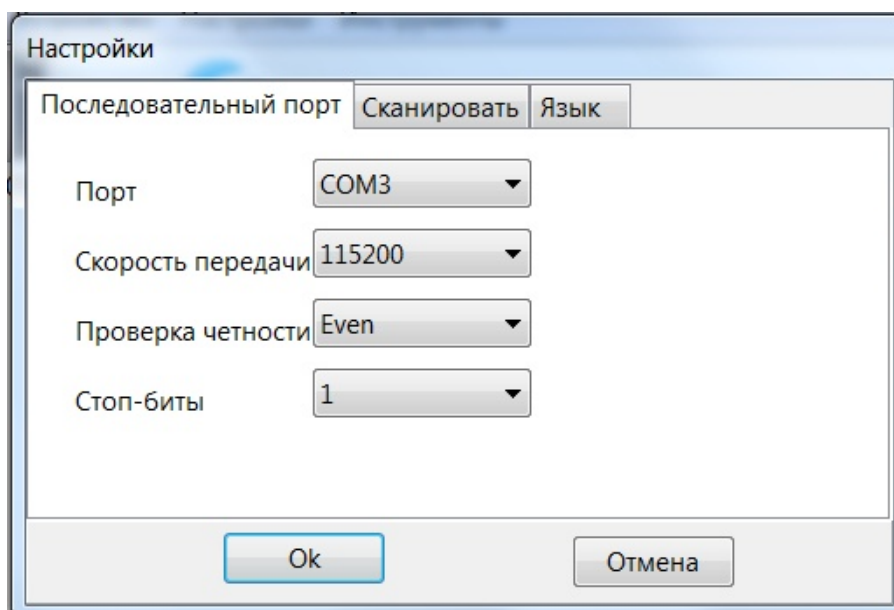 Настройки
Последовательный порт Сканировать Язык
Порт COM3
Скорость передачи 115200
Проверка четности Even
Стоп-биты 1
Ok Отмена